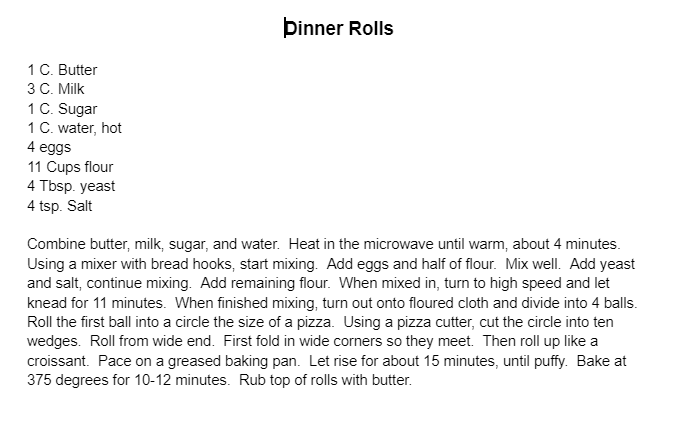 Dinner Rolls
1 C. Butter
3 C. Milk
1 C. Sugar
1 C. water, hot
4 eggs
11 Cups flour
4 Tbsp. yeast
4 tsp. Salt
Combine butter, milk, sugar, and water.  Heat in the microwave until warm, about 4 minutes.
Using a mixer with bread hooks, start mixing.  Add eggs and half of flour.  Mix well.  Add yeast
and salt, continue mixing.  Add remaining flour.  When mixed in, turn to high speed and let
knead for 11 minutes.  When finished mixing, turn out onto floured cloth and divide into 4 balls.
Roll the first ball into a circle the size of a pizza.  Using a pizza cutter, cut the circle into ten
wedges.  Roll from wide end.  First fold in wide corners so they meet.  Then roll up like a
croissant.  Pace on a greased baking pan.  Let rise for about 15 minutes, until puffy.  Bake at
375 degrees for 10-12 minutes.  Rub top of rolls with butter.